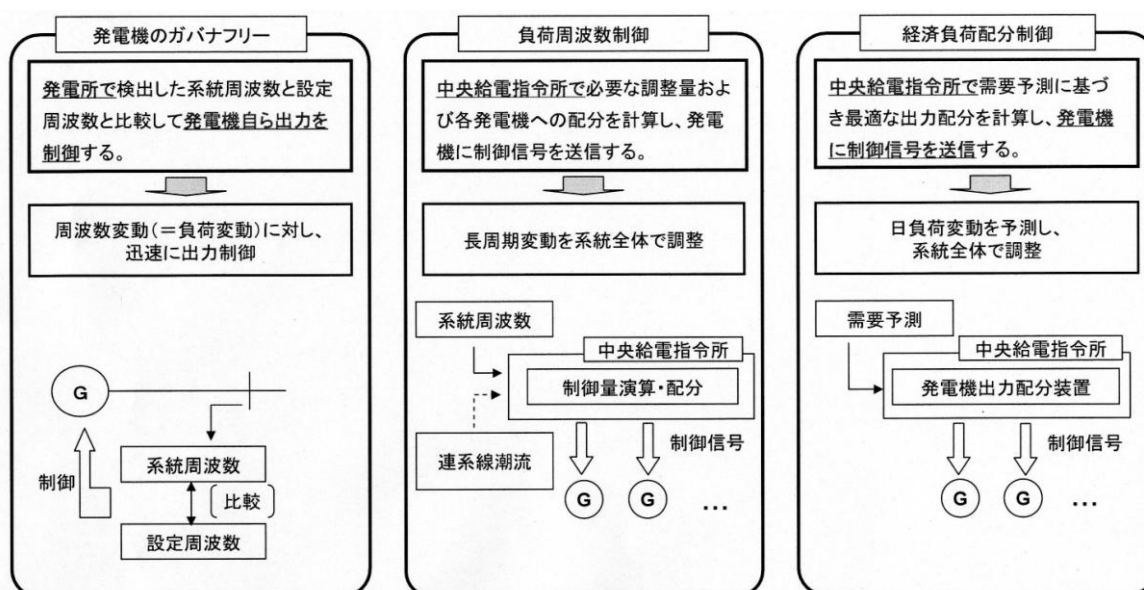 発電機のガバナフリー
発電所で検出した系統周波数と設定
周波数と比較して発電機自ら出力を
制御する。
周波数変動(=負荷変動)に対し、
迅速に出力制御
G
制御
系統周波数
比較
設定周波数
負荷周波数制御
中央給電指令所で必要な調整量およ
び各発電機への配分を計算し、発電
機に制御信号を送信する。
長周期変動を系統全体で調整
系統周波数
中央給電指令所
制御量演算・配分
連系線潮流
制御信号
G G …
経済負荷配分制御
中央給電指令所で需要予測に基づ
き最適な出力配分を計算し、発電機
に制御信号を送信する。
日負荷変動を予測し、
系統全体で調整
需要予測
中央給電指令所
発電機出力配分装置
制御信号
G G …